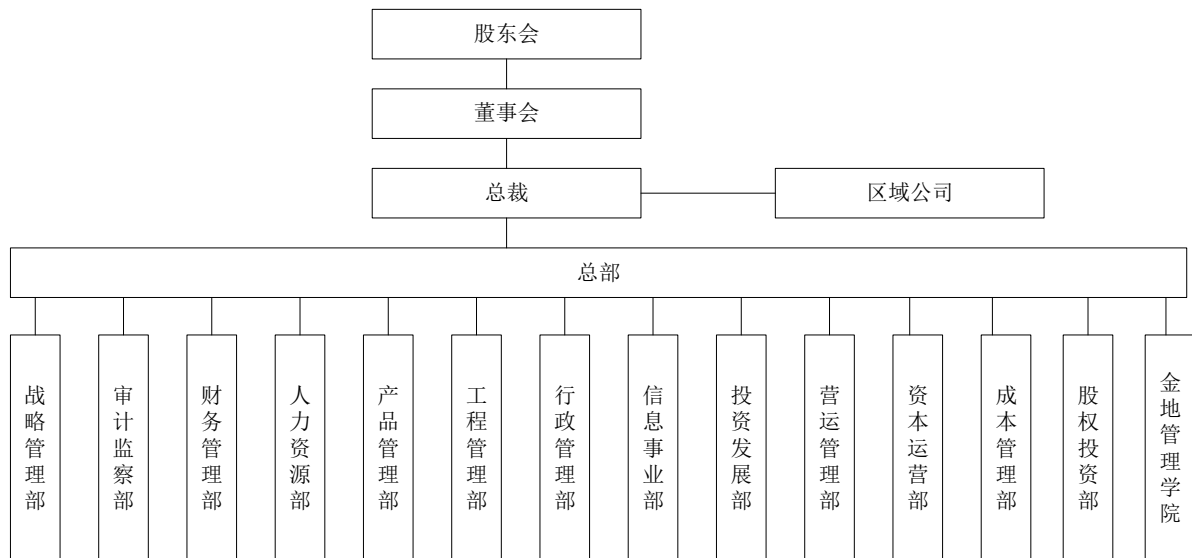 股东会
董事会
总裁
区域公司
总部
战略管理部
审计监察部
财务管理部
人力资源部
产品管理部
工程管理部
行政管理部
信息事业部
投资发展部
营运管理部
资本运营部
成本管理部
股权投资部
金地管理学院